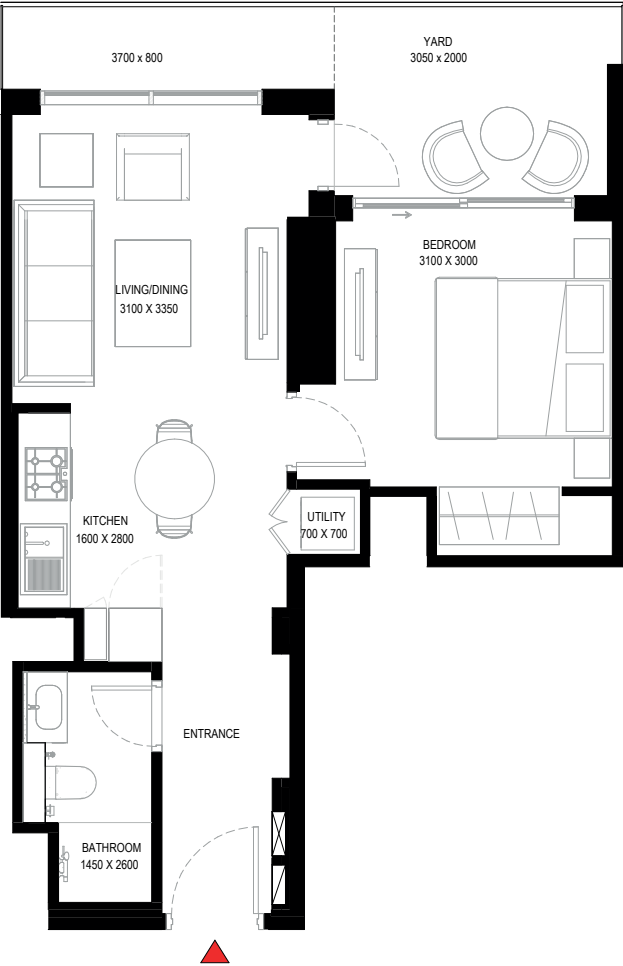 YARD
3050 x 2000
3700 x 800
BEDROOM
3100 X 3000
LIVING/DINING
3100 X 3350
KITCHEN
1600 X 2800
UTILITY
700 X 700
ENTRANCE
BATHROOM
1450 X 2600